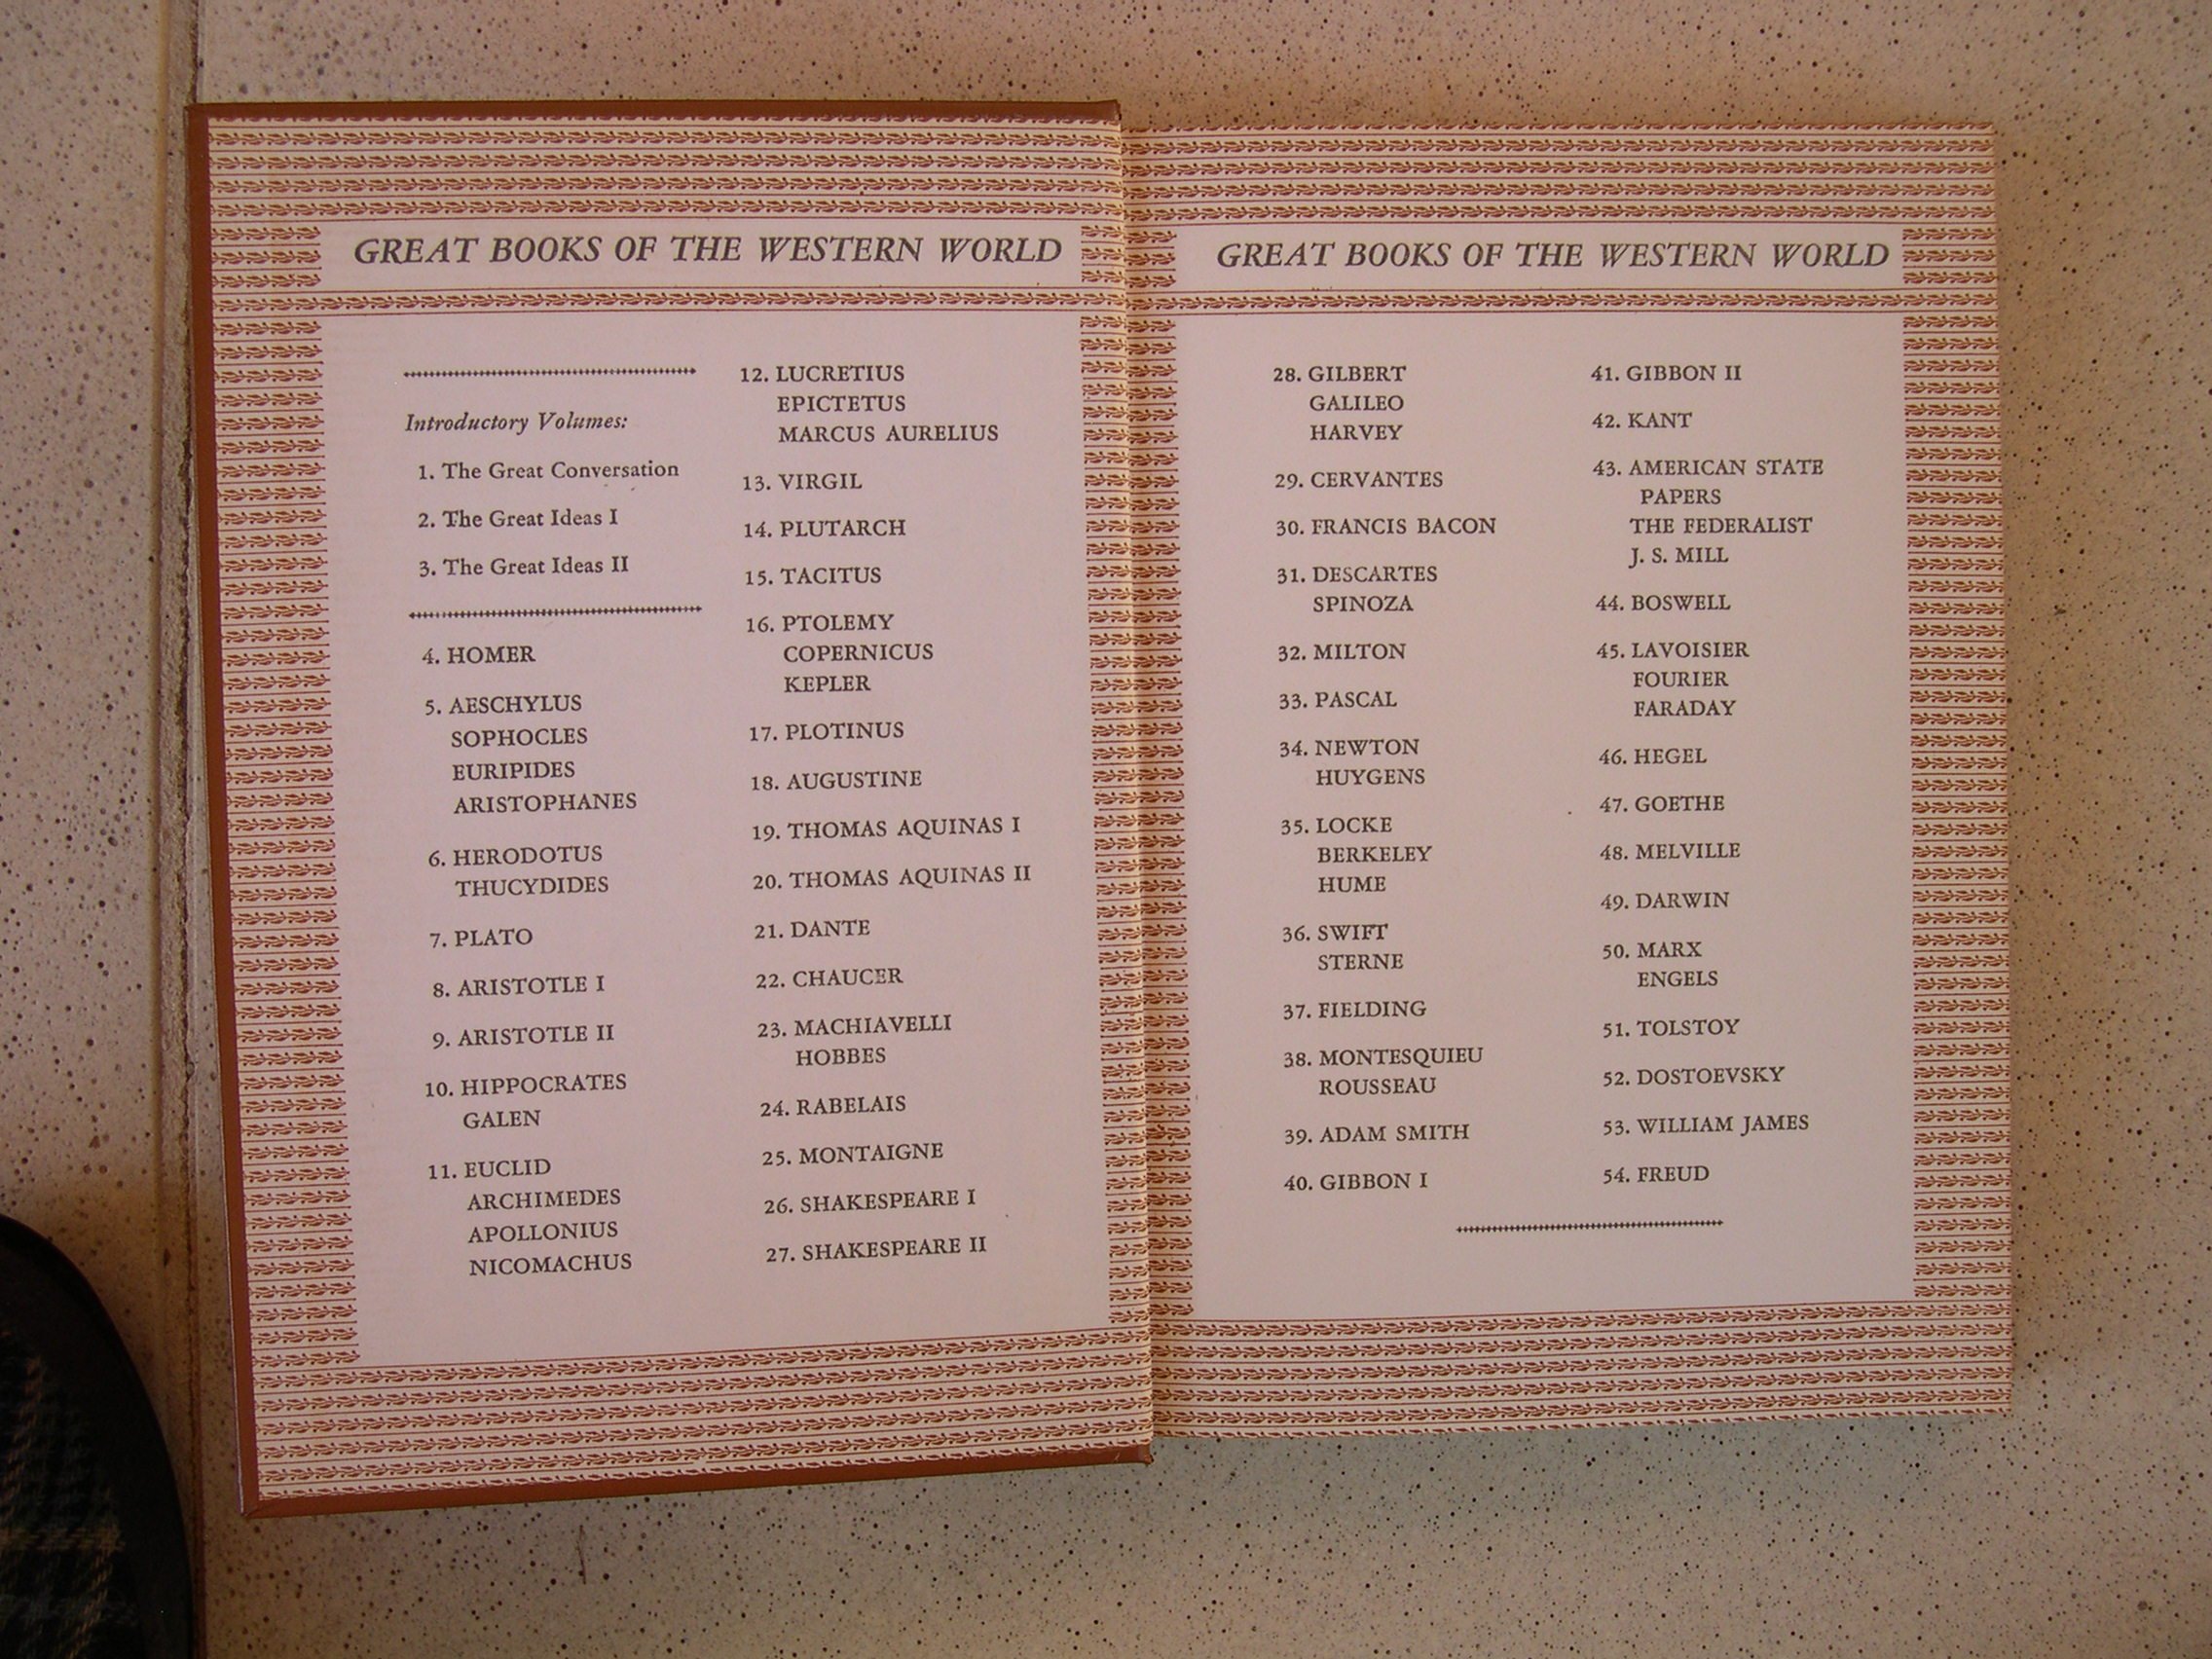 GREAT BOOKS OF THE WESTERN WORLD
Introductory Volumes:
1. The Great Conversation
2. The Great Ideas I
3. The Great Ideas II
4. HOMER
5. AESCHYLUS
SOPHOCLES
EURIPIDES
ARISTOPHANES
6. HERODOTUS
THUCYDIDES
7. PLATO
8. ARISTOTLE I
9. ARISTOTLE II
10. HIPPOCRATES
GALEN
11. EUCLID
ARCHIMEDES
APOLLONIUS
NICOMACHUS
12. LUCRETIUS
EPICTETUS
MARCUS AURELIUS
13. VIRGIL
14. PLUTARCH
15. TACITUS
16. PTOLEMY
COPERNICUS
KEPLER
17. PLOTINUS
18. AUGUSTINE
19. THOMAS AQUINAS I
20. THOMAS AQUINAS II
21. DANTE
22. CHAUCER
23. MACHIAVELLI
HOBBES
24. RABELAIS
25. MONTAIGNE
26. SHAKESPEARE I
27. SHAKESPEARE II
GREAT BOOKS OF THE WESTERN WORLD
28. GILBERT
GALILEO
HARVEY
29. CERVANTES
30. FRANCIS BACON
31. DESCARTES
SPINOZA
32. MILTON
33. PASCAL
34. NEWTON
HUYGENS
35. LOCKE
BERKELEY
HUME
36. SWIFT
STERNE
37. FIELDING
38. MONTESQUIEU
ROUSSEAU
39. ADAM SMITH
40. GIBBON I
41. GIBBON II
42. KANT
43. AMERICAN STATE
PAPERS
THE FEDERALIST
J. S. MILL
44. BOSWELL
45. LAVOISIER
FOURIER
FARADAY
46. HEGEL
47. GOETHE
48. MELVILLE
49. DARWIN
50. MARX
ENGELS
51. TOLSTOY
52. DOSTOEVSKY
53. WILLIAM JAMES
54. FREUD